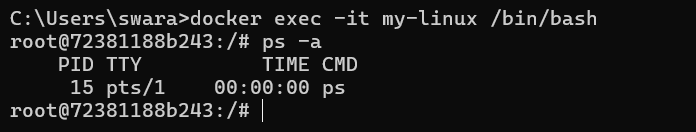 C:\Users\swara>docker exec -it my-linux /bin/bash
root@72381188b243:/# ps -a
    PID TTY          TIME CMD
     15 pts/1    00:00:00 ps
root@72381188b243:/#